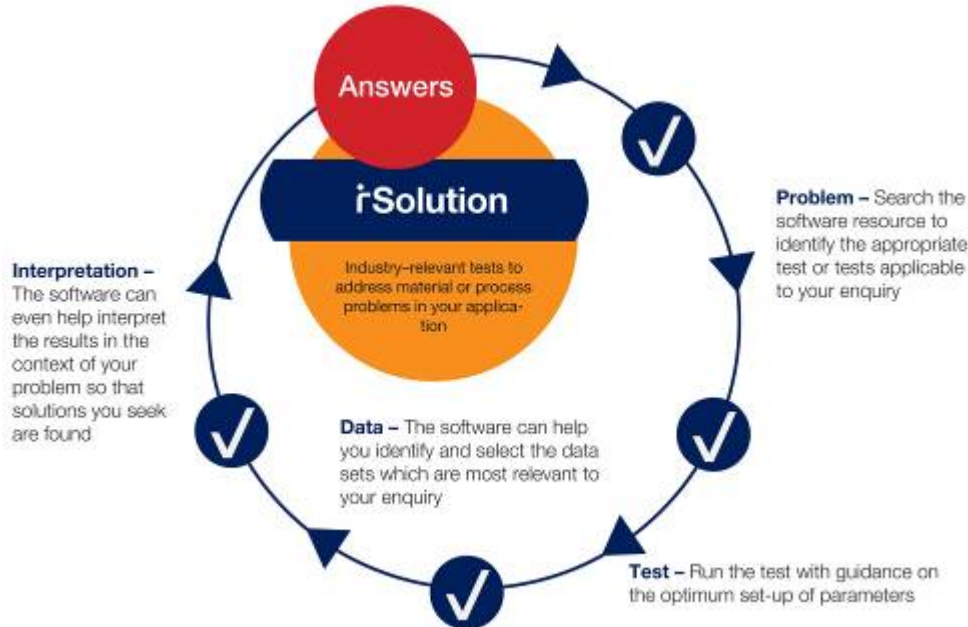 Answers
rSolution
Industry–relevant tests to
address material or process
problems in your applica-
tion
Problem – Search the
software resource to
identify the appropriate
test or tests applicable
to your enquiry
Test – Run the test with guidance on
the optimum set-up of parameters
Data – The software can help
you identify and select the data
sets which are most relevant to
your enquiry
Interpretation –
The software can
even help interpret
the results in the
context of your
problem so that
solutions you seek
are found